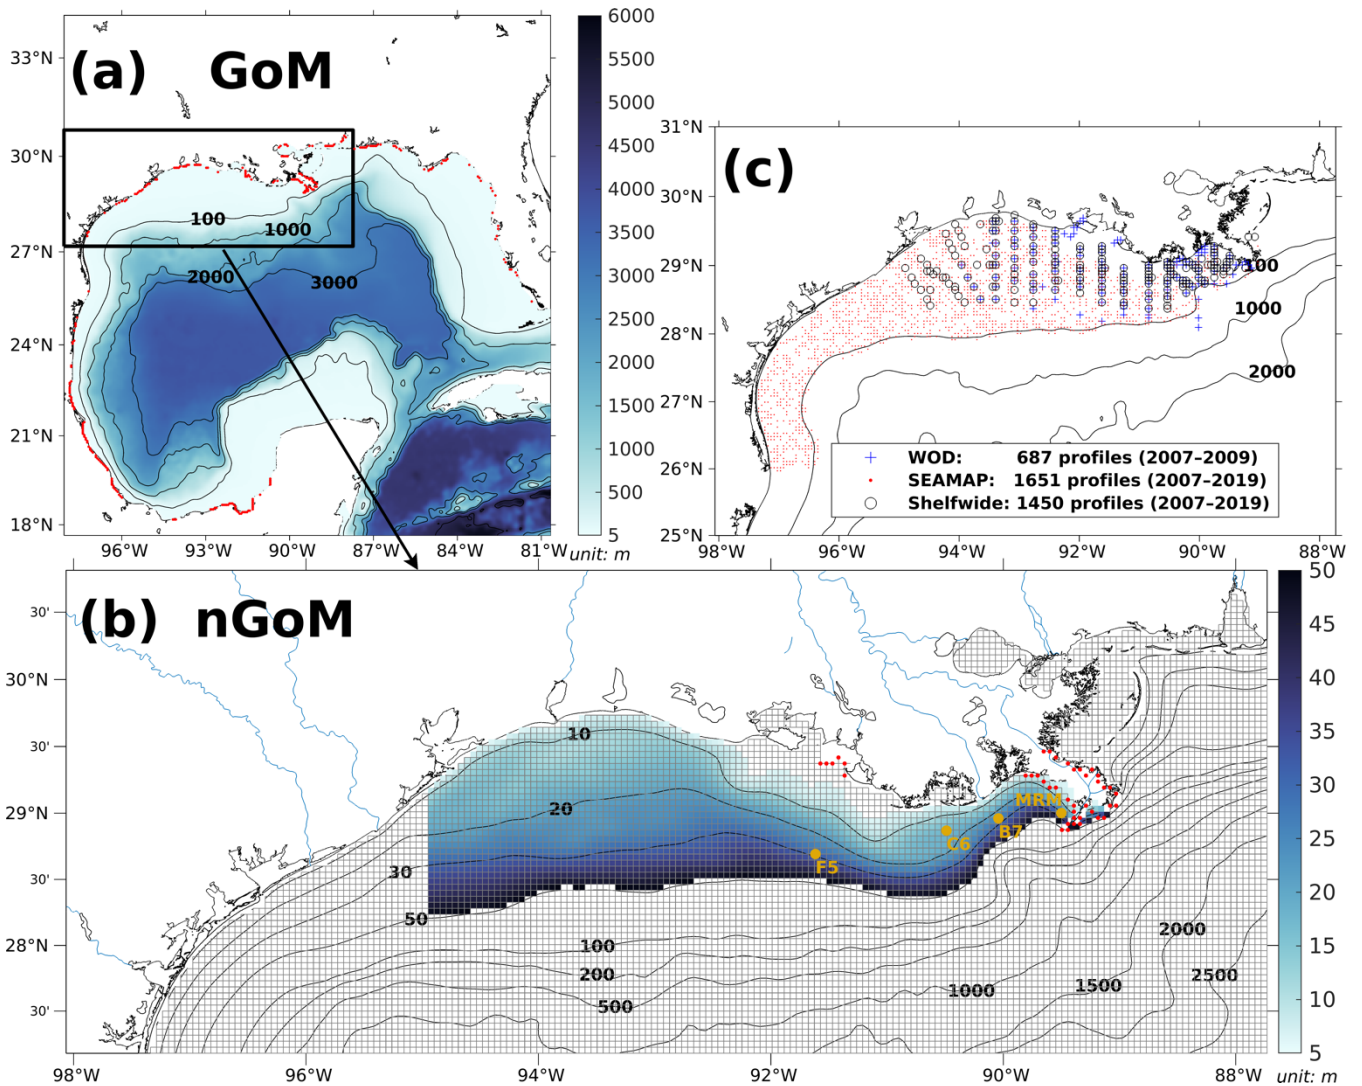 (a) GoM
33°N
30°N
27°N
24°N
21°N
18°N
96°W 93°W 90°W 87°W 84°W 81°W
100
1000
2000
3000
6000
5500
5000
4500
4000
3500
3000
2500
2000
1500
1000
500
5
unit: m
(c)
31°N
30°N
29°N
28°N
27°N
26°N
25°N
98°W 96°W 94°W 92°W 90°W 88°W
100
1000
2000
WOD: 687 profiles (2007–2009)
SEAMAP: 1651 profiles (2007–2019)
Shelfwide: 1450 profiles (2007–2019)
(b) nGoM
30'
30°N
30'
29°N
30'
28°N
30'
98°W 96°W 94°W 92°W 90°W 88°W
10
20
30
50
100
200
500
1000
1500
2000
2500
MRM
B7
C6
F5
50
45
40
35
30
25
20
15
10
5
unit: m